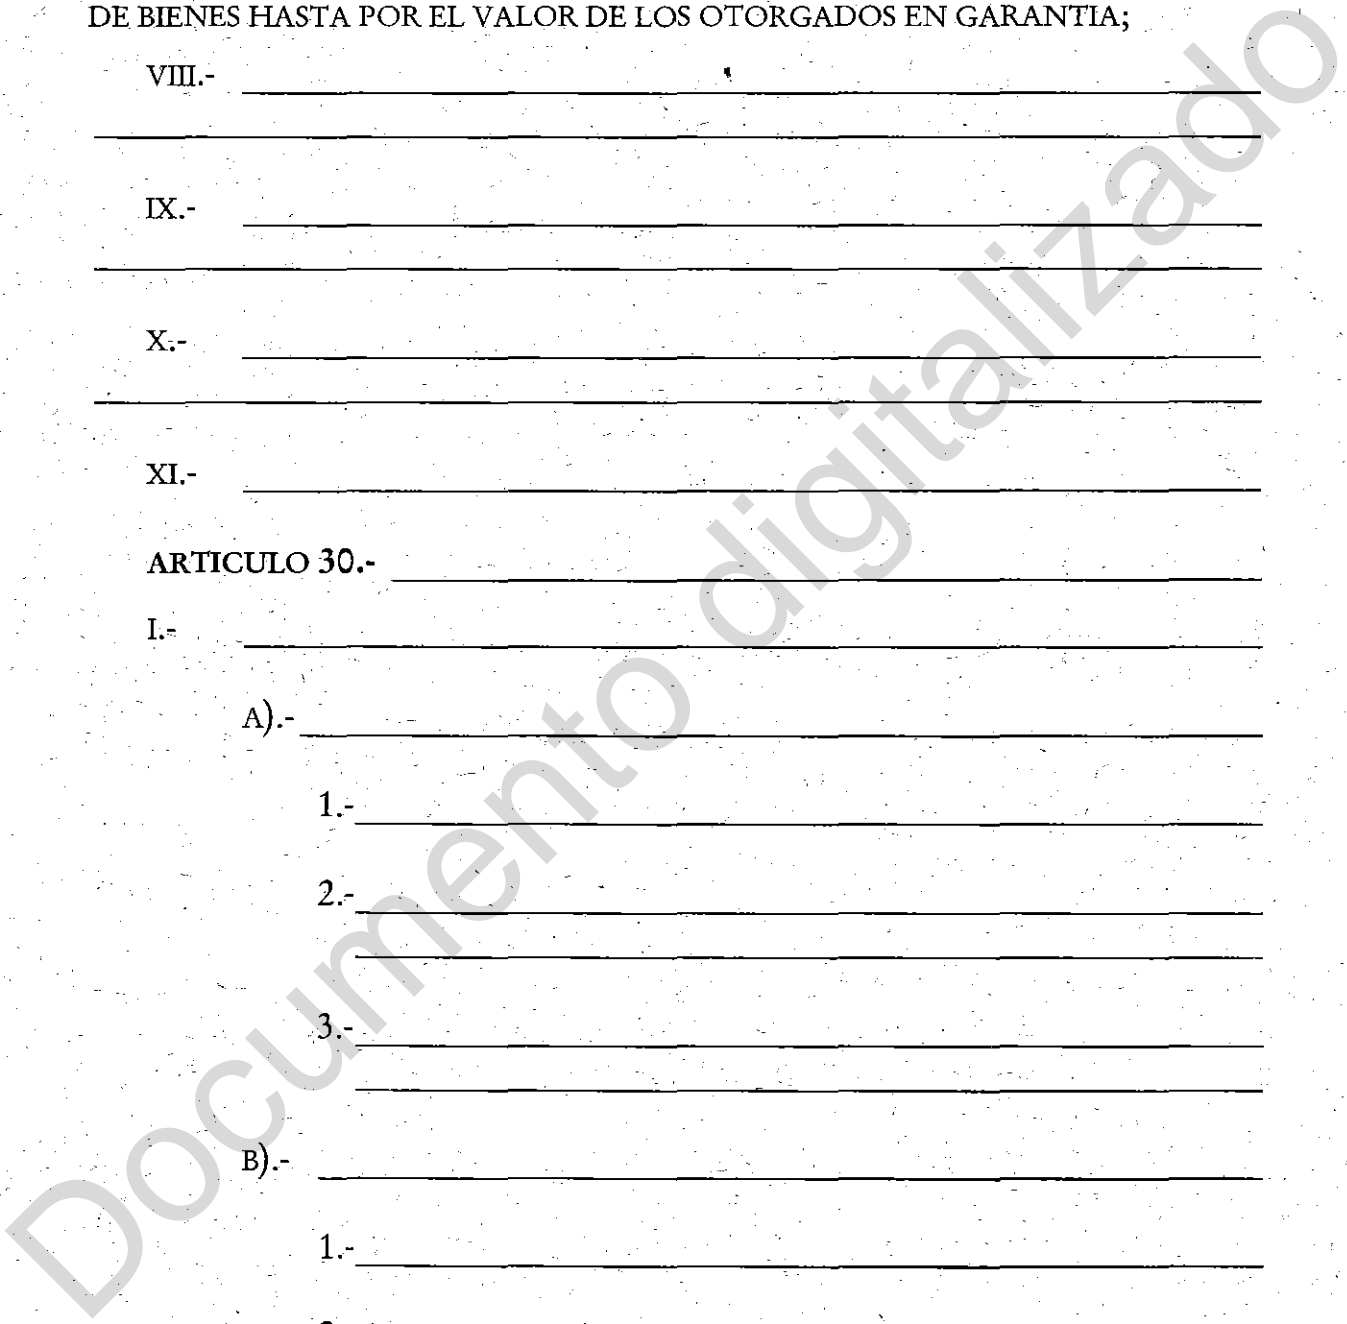 DE BIENES HASTA POR EL VALOR DE LOS OTORGADOS EN GARANTIA;
VIII.-
IX.-
X.-
XI.-
ARTICULO 30.-
I.-
A).-
1.-
2.-
3.-
B).-
1.-
Documento digitalizado